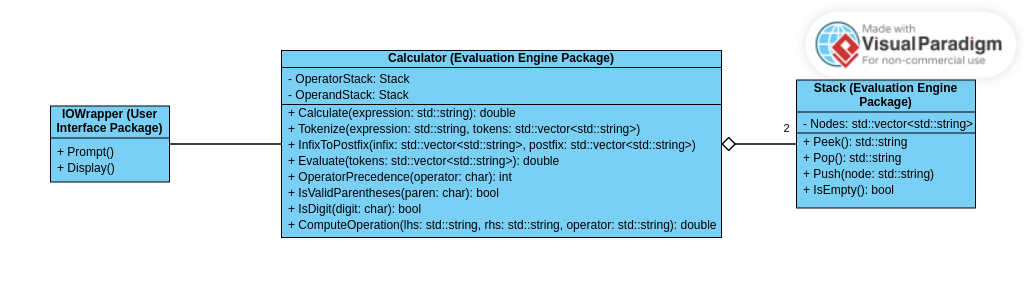 Made with
Visual Paradigm
For non-commercial use
IOWrapper (User
Interface Package)
+ Prompt()
+ Display()
Calculator (Evaluation Engine Package)
- OperatorStack: Stack
- OperandStack: Stack
+ Calculate(expression: std::string): double
+ Tokenize(expression: std::string, tokens: std::vector<std::string>)
+ InfixToPostfix(infix: std::vector<std::string>, postfix: std::vector<std::string>)
+ Evaluate(tokens: std::vector<std::string>): double
+ OperatorPrecedence(operator: char): int
+ IsValidParentheses(paren: char): bool
+ IsDigit(digit: char): bool
+ ComputeOperation(lhs: std::string, rhs: std::string, operator: std::string): double
2
Stack (Evaluation Engine
Package)
- Nodes: std::vector<std::string>
+ Peek(): std::string
+ Pop(): std::string
+ Push(node: std::string)
+ IsEmpty(): bool